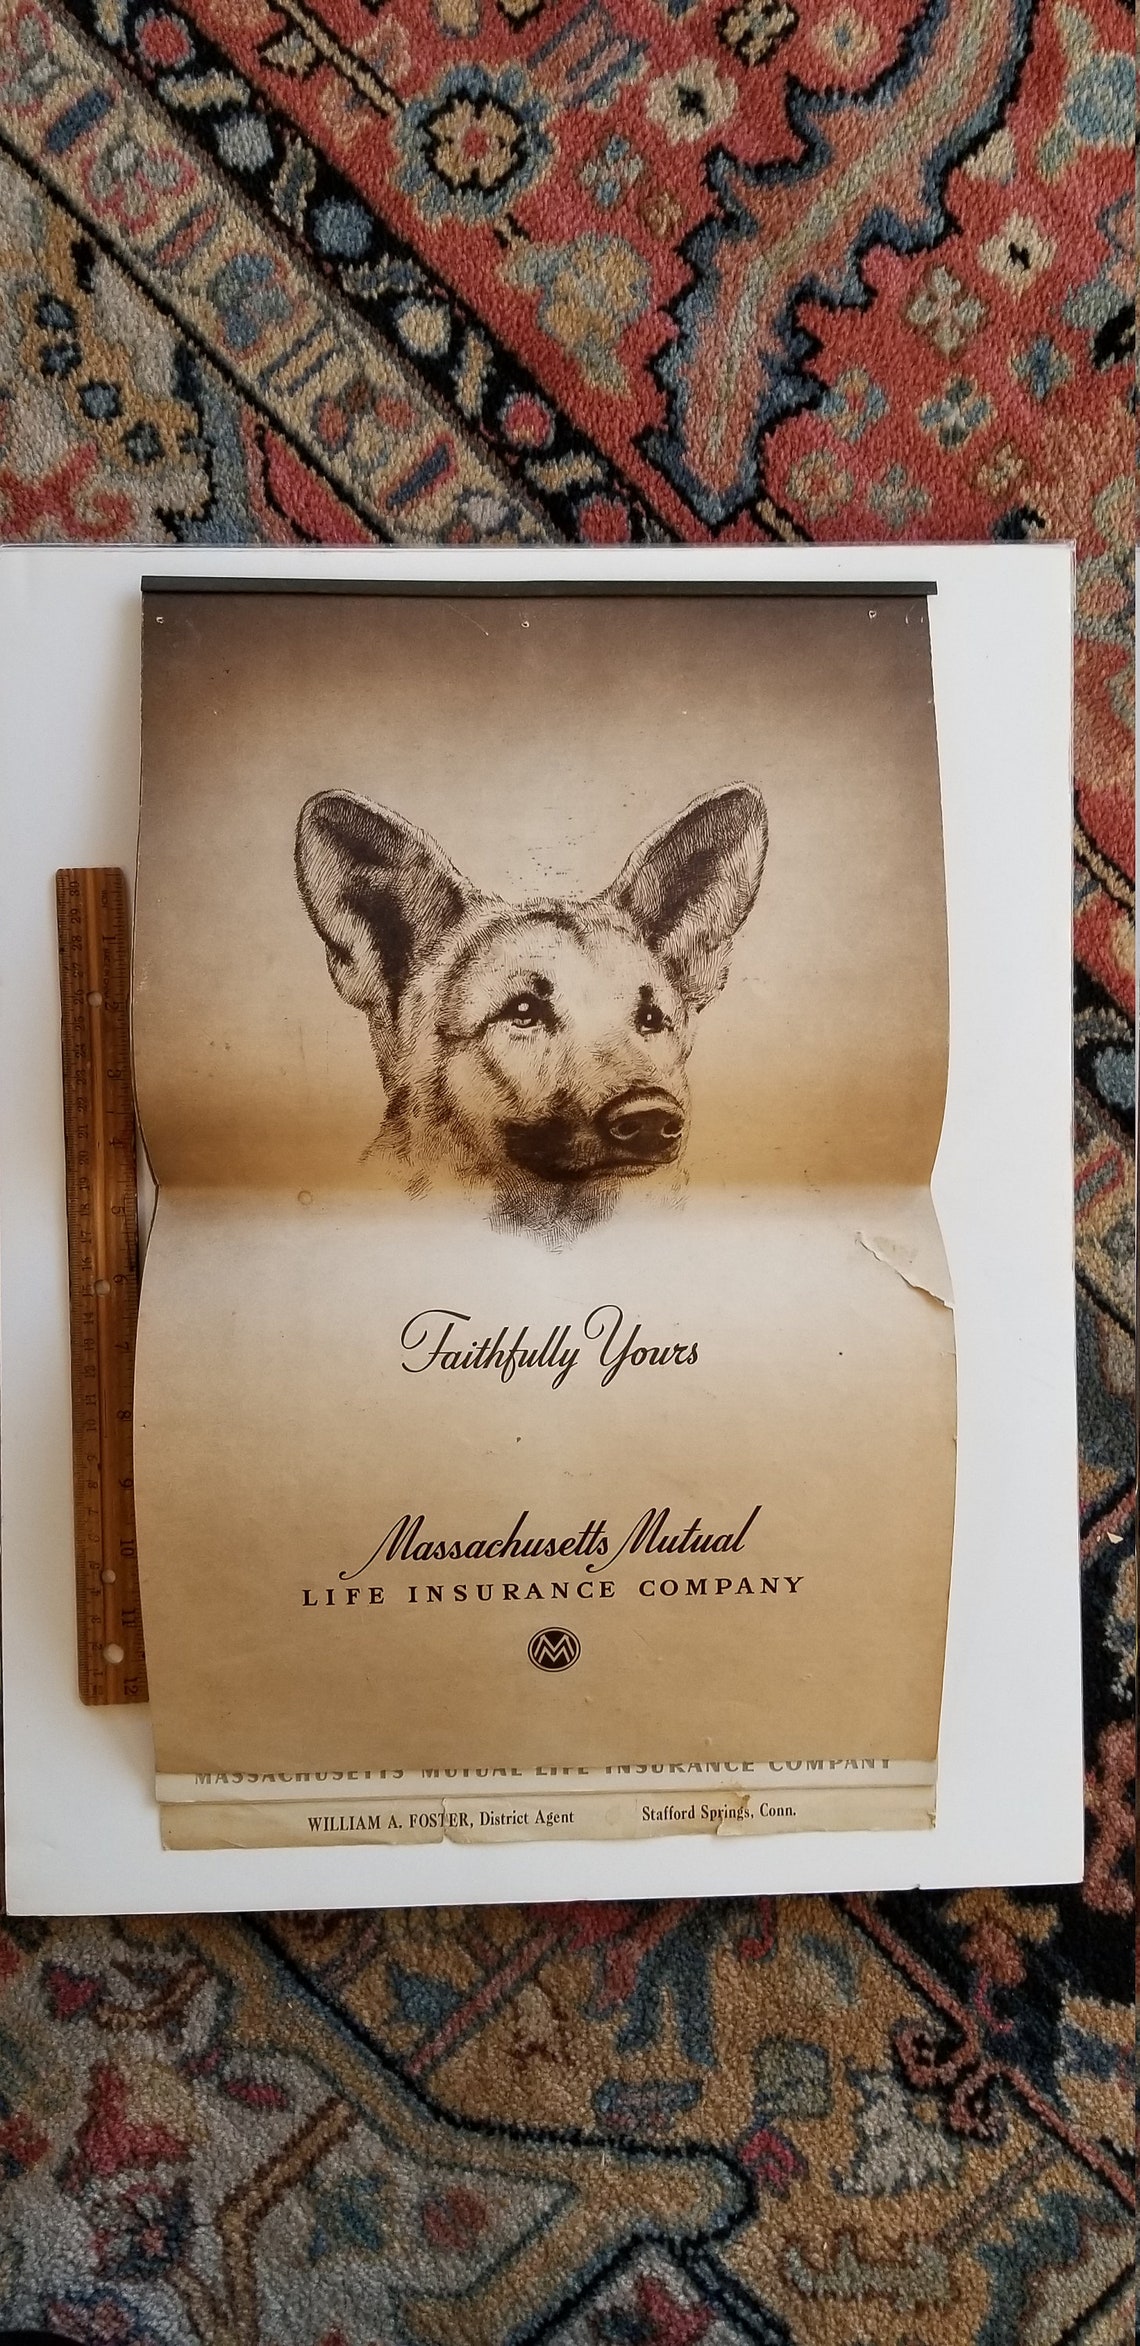 Faithfully Yours
Massachusetts Mutual
LIFE INSURANCE COMPANY
M
MASSACHUSETTS MUTUAL LIFE INSURANCE COMPANY
WILLIAM A. FOSTER, District Agent Stafford Springs, Conn.